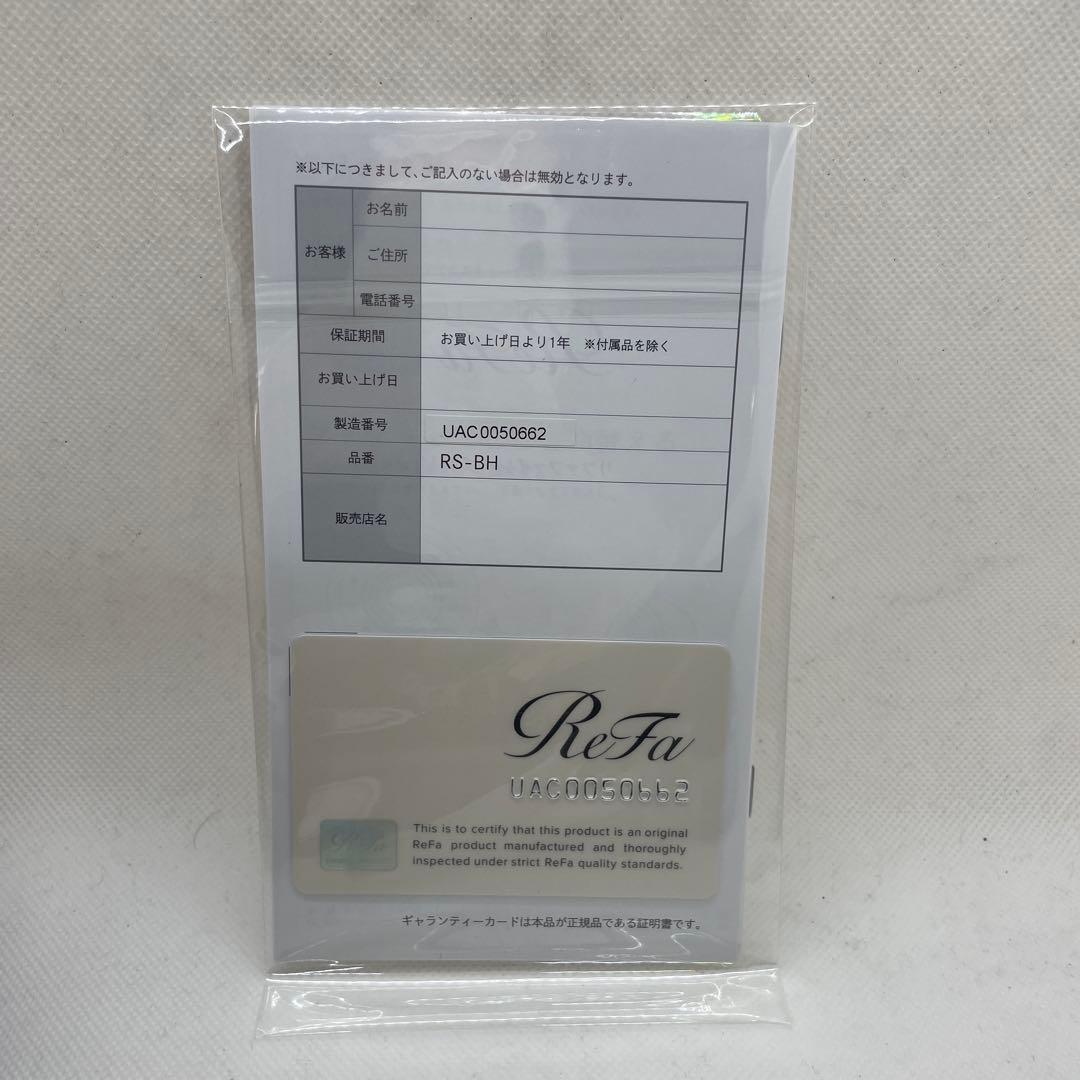 ※以下につきまして、ご記入のない場合は無効となります。
お客様
お名前
ご住所
電話番号
保証期間 お買い上げ日より1年 ※付属品を除く
お買い上げ日
製造番号 UAC0050662
品番 RS-BH
販売店名
ReFa
UAC0050662
ReFa
This is to certify that this product is an original
ReFa product manufactured and thoroughly
inspected under strict ReFa quality standards.
ギャランティーカードは本品が正規品である証明書です。